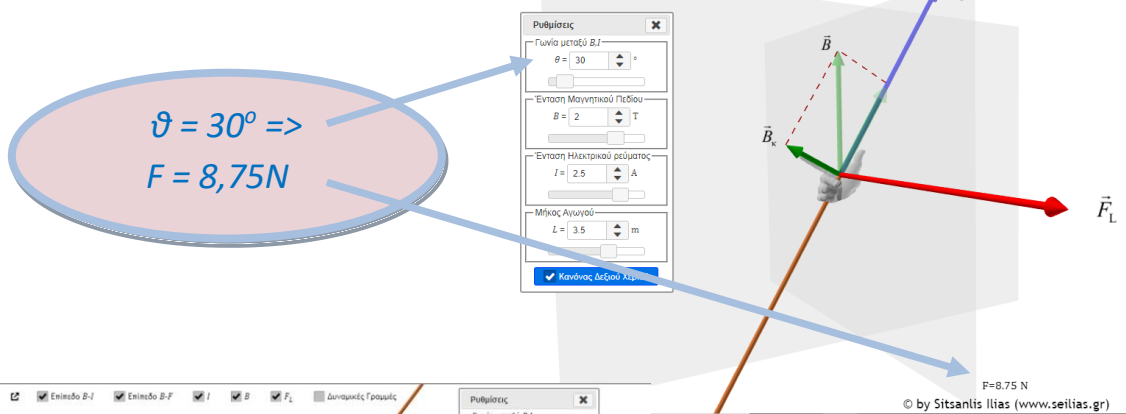 ϑ = 30° =>
F = 8,75N
Ρυθμίσεις
Γωνία μεταξύ B,I
θ = 30 °
Ένταση Μαγνητικού Πεδίου
B = 2 T
Ένταση Ηλεκτρικού ρεύματος
I = 2.5 A
Μήκος Αγωγού
L = 3.5 m
Κανόνας Δεξιού
B
Bκ
FL
F=8.75 N
© by Sitsanlis Ilias (www.seilias.gr)
Επίπεδο B-I Επίπεδο B-F I B FL Δυναμικές Γραμμές
Ρυθμίσεις